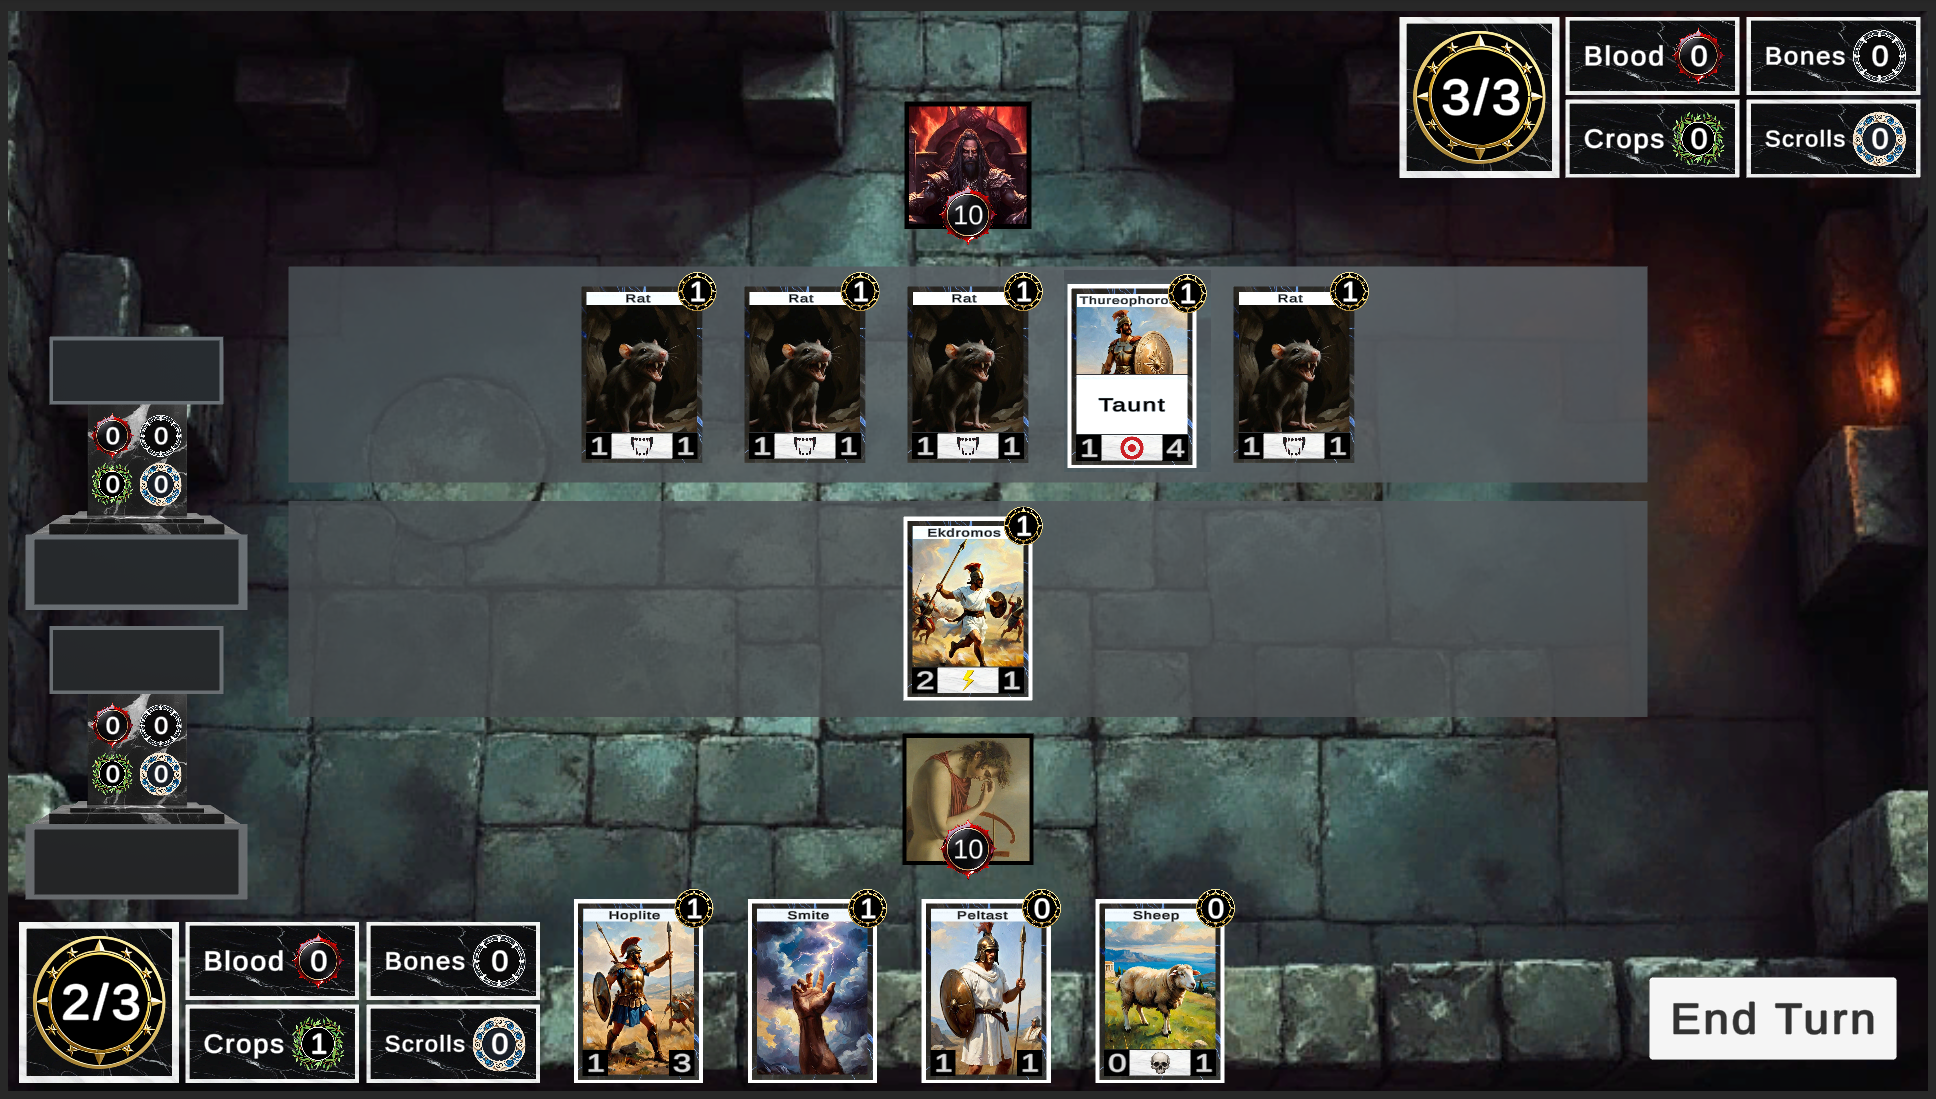 3/3
Blood 0
Bones 0
Crops 0
Scrolls 0
10
Rat 1
Rat 1
Rat 1
Thureophoro 1
Rat 1
Taunt
1 1
1 1
1 1
1 4
1 1
0 0
0 0
Ekdromos 1
2 1
0 0
0 0
10
2/3
Blood 0
Bones 0
Crops 1
Scrolls 0
Hoplite 1
1 3
Smite 1
Peltast 0
1 1
Sheep 0
0 1
End Turn